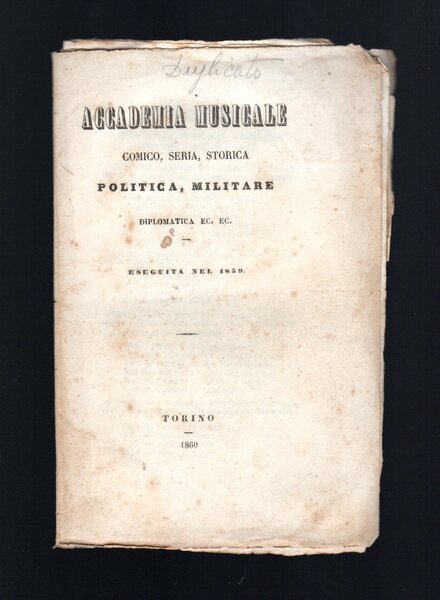 Duplicato
ACCADEMIA MUSICALE
COMICO, SERIA, STORICA
POLITICA, MILITARE
DIPLOMATICA EC. EC.
ESEGUITA NEL 1859.
TORINO
1860